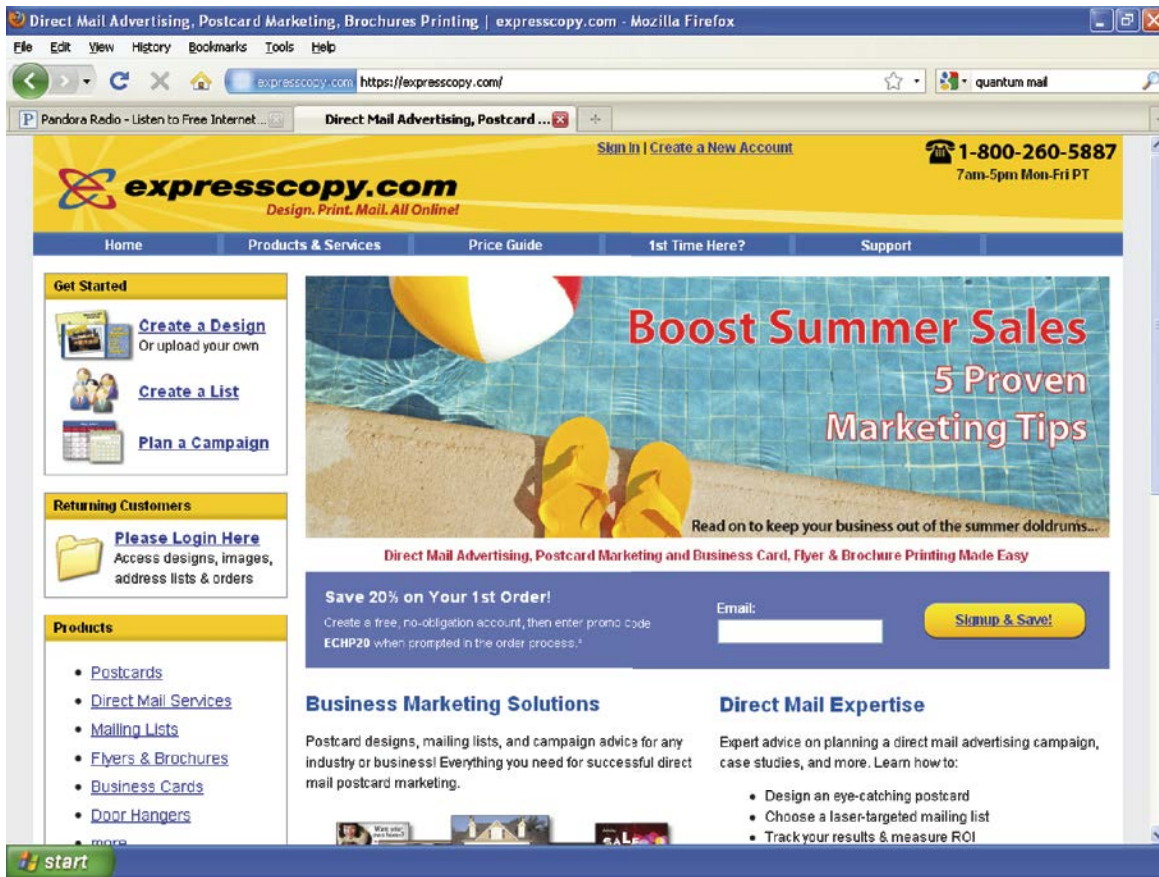 Direct Mail Advertising, Postcard Marketing, Brochures Printing | expresscopy.com - Mozilla Firefox
File Edit View History Bookmarks Tools Help
expresscopy.com https://expresscopy.com/
quantum mail
Pandora Radio - Listen to Free Internet...
Direct Mail Advertising, Postcard ...
Sign In | Create a New Account
1-800-260-5887
7am-5pm Mon-Fri PT
expresscopy.com
Design. Print. Mail. All Online!
Home Products & Services Price Guide 1st Time Here? Support
Get Started
Create a Design
Or upload your own
Create a List
Plan a Campaign
Returning Customers
Please Login Here
Access designs, images,
address lists & orders
Products
Postcards
Direct Mail Services
Mailing Lists
Flyers & Brochures
Business Cards
Door Hangers
more
Boost Summer Sales
5 Proven
Marketing Tips
Read on to keep your business out of the summer doldrums...
Direct Mail Advertising, Postcard Marketing and Business Card, Flyer & Brochure Printing Made Easy
Save 20% on Your 1st Order!
Create a free, no-obligation account, then enter promo code
ECHP20 when prompted in the order process.*
Email:
Signup & Save!
Business Marketing Solutions
Postcard designs, mailing lists, and campaign advice for any
industry or business! Everything you need for successful direct
mail postcard marketing.
Direct Mail Expertise
Expert advice on planning a direct mail advertising campaign,
case studies, and more. Learn how to:
Design an eye-catching postcard
Choose a laser-targeted mailing list
Track your results & measure ROI
SALE
start